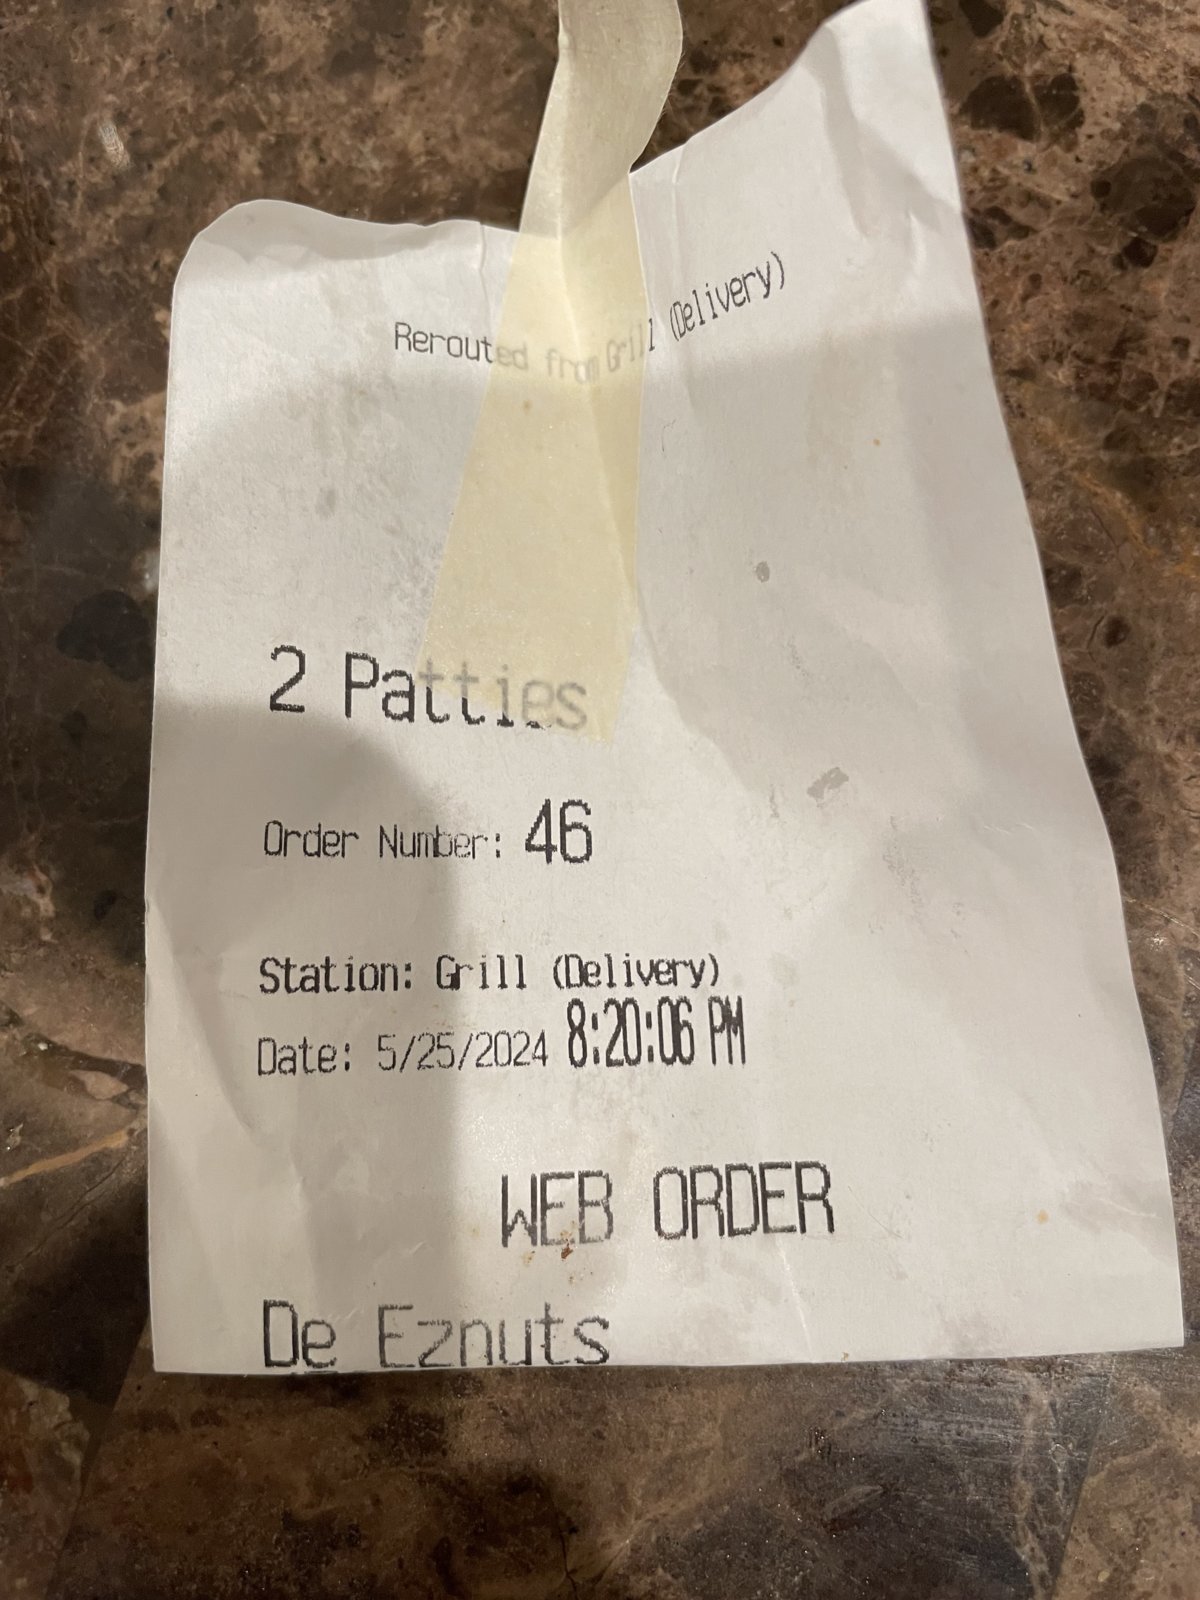 Rerouted from Grill (Delivery)
2 Patties
Order Number: 46
Station: Grill (Delivery)
Date: 5/25/2024 8:20:06 PM
WEB ORDER
De Eznuts